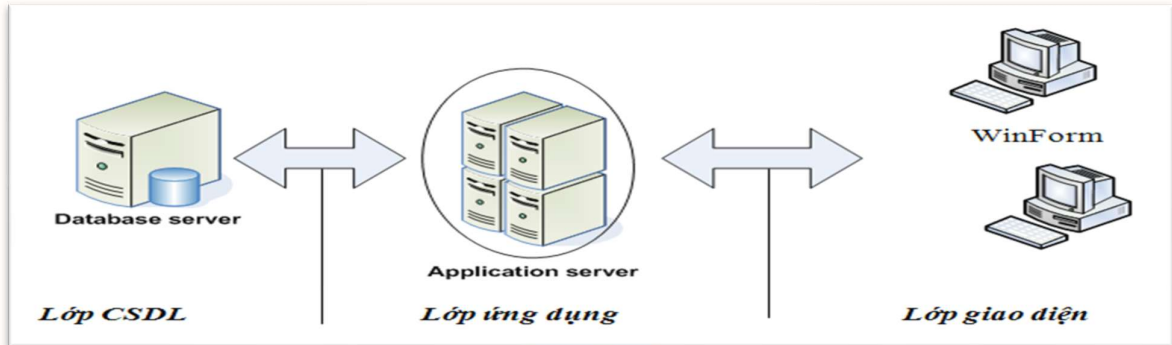 WinForm
Database server
Application server
Lớp CSDL
Lớp ứng dụng
Lớp giao diện